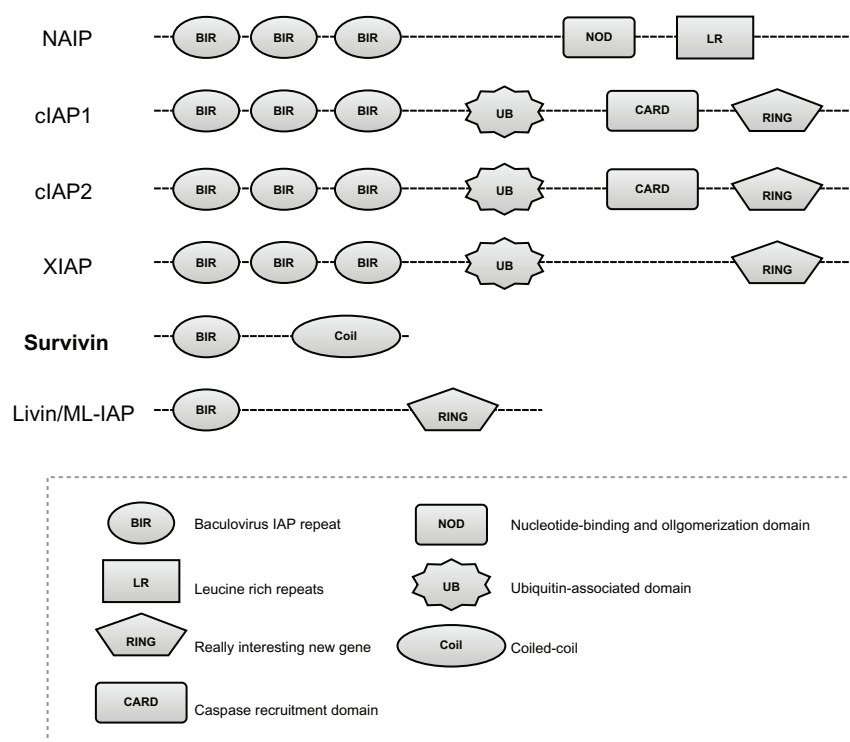 NAIP BIR BIR BIR NOD LR
cIAP1 BIR BIR BIR UB CARD RING
cIAP2 BIR BIR BIR UB CARD RING
XIAP BIR BIR BIR UB RING
Survivin BIR Coil
Livin/ML-IAP BIR RING
BIR Baculovirus IAP repeat
NOD Nucleotide-binding and ollgomerization domain
LR Leucine rich repeats
UB Ubiquitin-associated domain
RING Really interesting new gene
Coil Coiled-coil
CARD Caspase recruitment domain